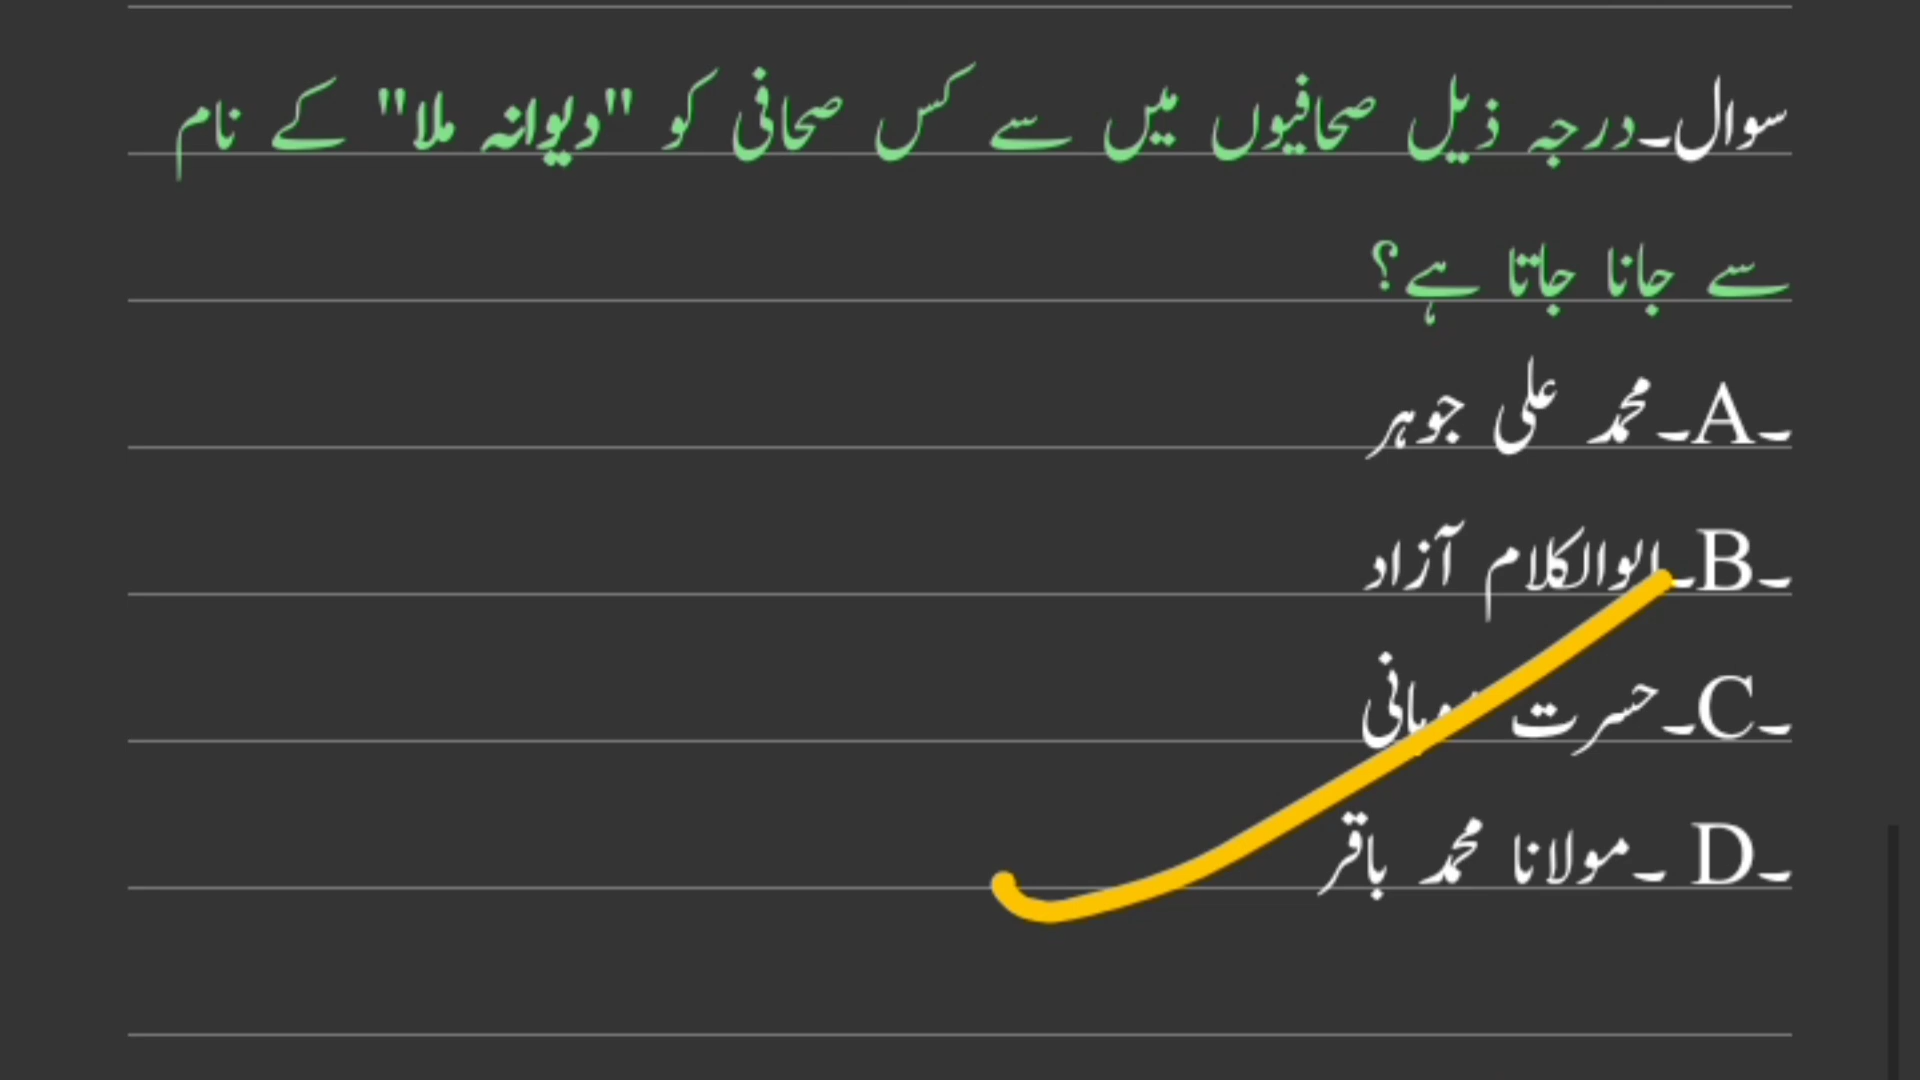 سوال۔درجہ ذیل صحافیوں میں سے کس صحافی کو "دیوانہ ملا" کے نام
سے جانا جاتا ہے؟
۔A۔محمد علی جوہر
۔B۔ابوالکلام آزاد
۔C۔حسرت موہانی
۔D ۔مولانا محمد باقر